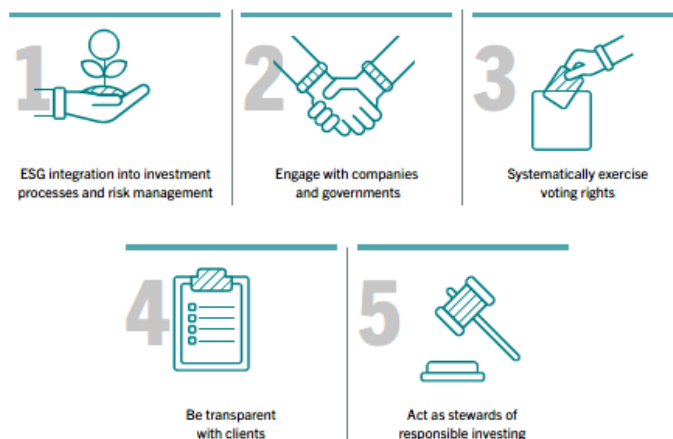 1
ESG integration into investment
processes and risk management
2
Engage with companies
and governments
3
Systematically exercise
voting rights
4
Be transparent
with clients
5
Act as stewards of
responsible investing